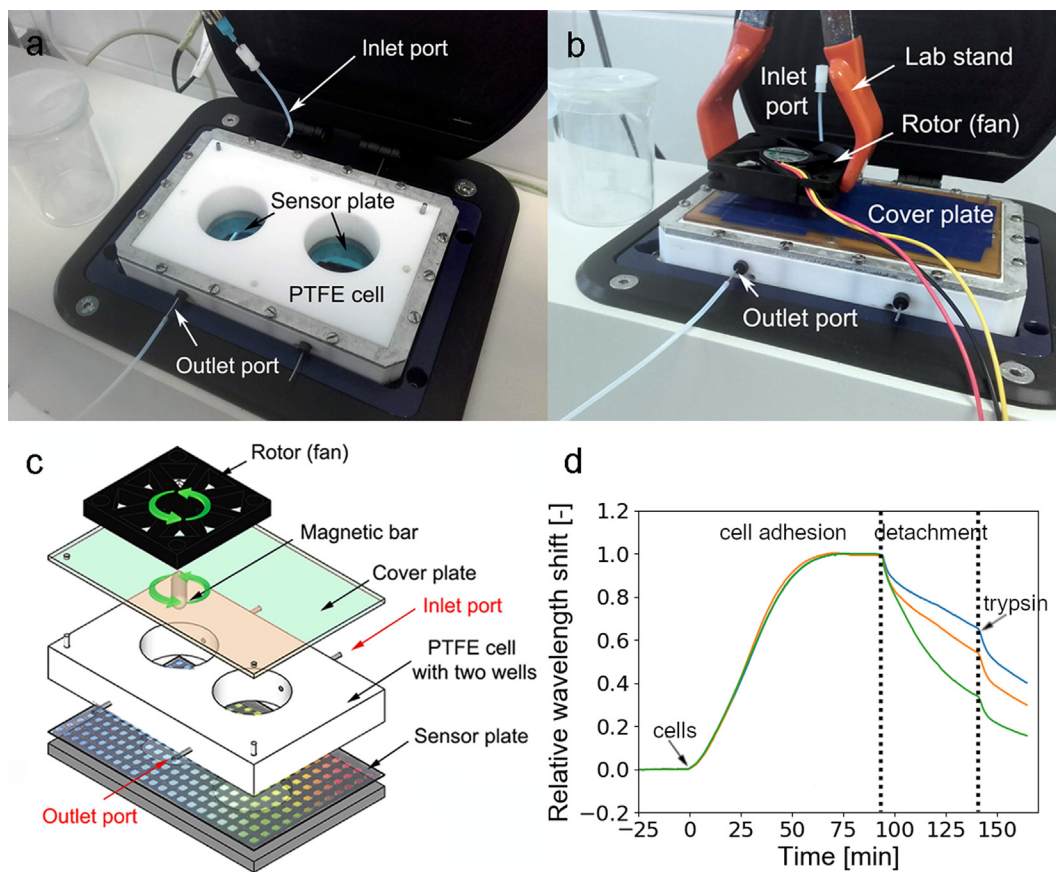 a
Inlet port
Sensor plate
PTFE cell
Outlet port
b
Inlet
port
Lab stand
Rotor (fan)
Cover plate
Outlet port
c
Rotor (fan)
Magnetic bar
Cover plate
Inlet port
PTFE cell
with two wells
Sensor plate
Outlet port
d
Relative wavelength shift [-]
1.2
1.0
0.8
0.6
0.4
0.2
0.0
-0.2
cell adhesion
detachment
trypsin
cells
-25
0
25
50
75
100
125
150
Time [min]